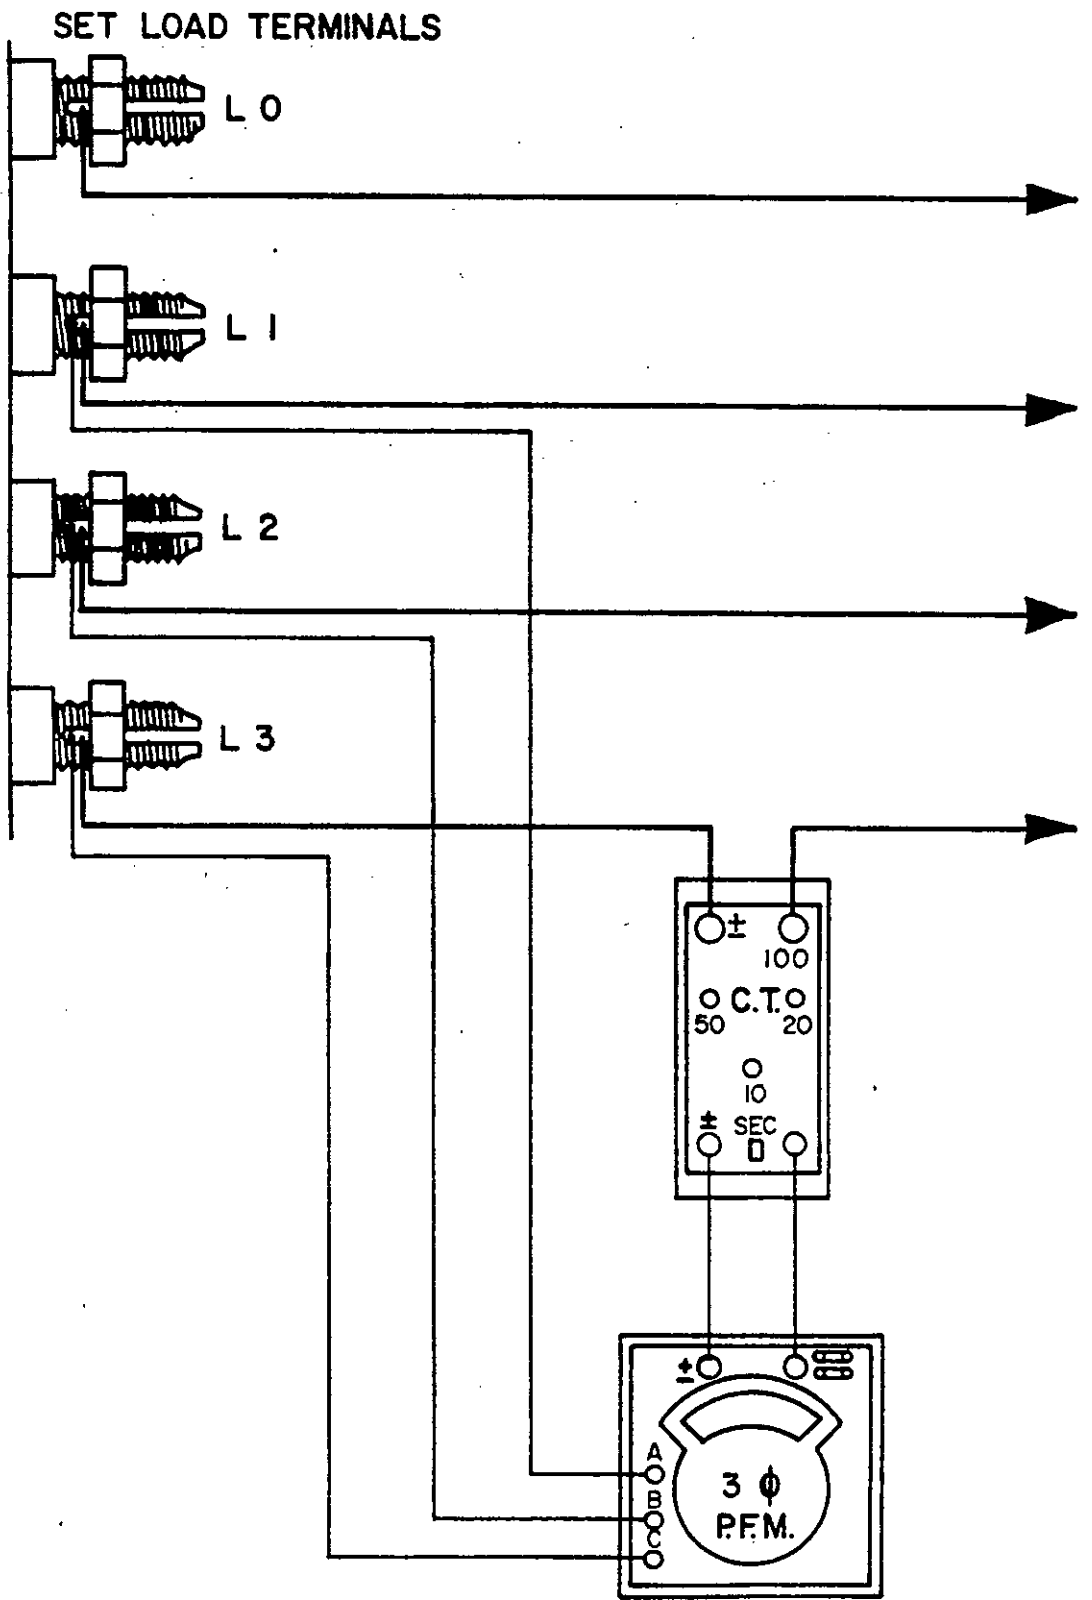 SET LOAD TERMINALS
L 0
L 1
L 2
L 3
±
100
50 C.T. 20
10
± SEC
±
A
B
C
3 ϕ
P.F.M.